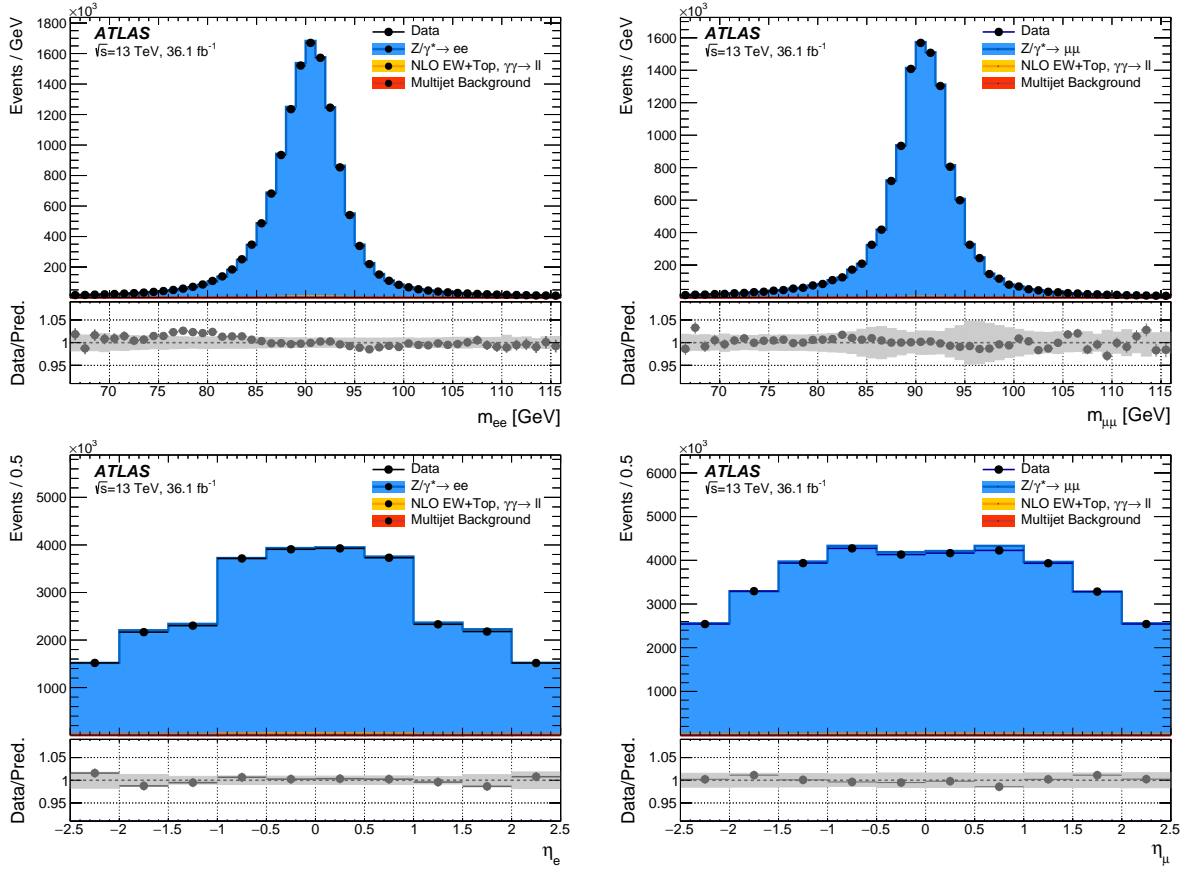 ×10³
Events / GeV
1800
1600
1400
1200
1000
800
600
400
200
ATLAS
√s=13 TeV, 36.1 fb⁻¹
Data
Z/γ*→ ee
NLO EW+Top, γγ→ ll
Multijet Background
Data/Pred.
1.05
1
0.95
70 75 80 85 90 95 100 105 110 115
m_ee [GeV]
×10³
Events / GeV
1800
1600
1400
1200
1000
800
600
400
200
ATLAS
√s=13 TeV, 36.1 fb⁻¹
Data
Z/γ*→ μμ
NLO EW+Top, γγ→ ll
Multijet Background
Data/Pred.
1.05
1
0.95
70 75 80 85 90 95 100 105 110 115
m_μμ [GeV]
×10³
Events / 0.5
5000
4000
3000
2000
1000
ATLAS
√s=13 TeV, 36.1 fb⁻¹
Data
Z/γ*→ ee
NLO EW+Top, γγ→ ll
Multijet Background
Data/Pred.
1.05
1
0.95
−2.5 −2 −1.5 −1 −0.5 0 0.5 1 1.5 2 2.5
η_e
×10³
Events / 0.5
6000
5000
4000
3000
2000
1000
ATLAS
√s=13 TeV, 36.1 fb⁻¹
Data
Z/γ*→ μμ
NLO EW+Top, γγ→ ll
Multijet Background
Data/Pred.
1.05
1
0.95
−2.5 −2 −1.5 −1 −0.5 0 0.5 1 1.5 2 2.5
η_μ